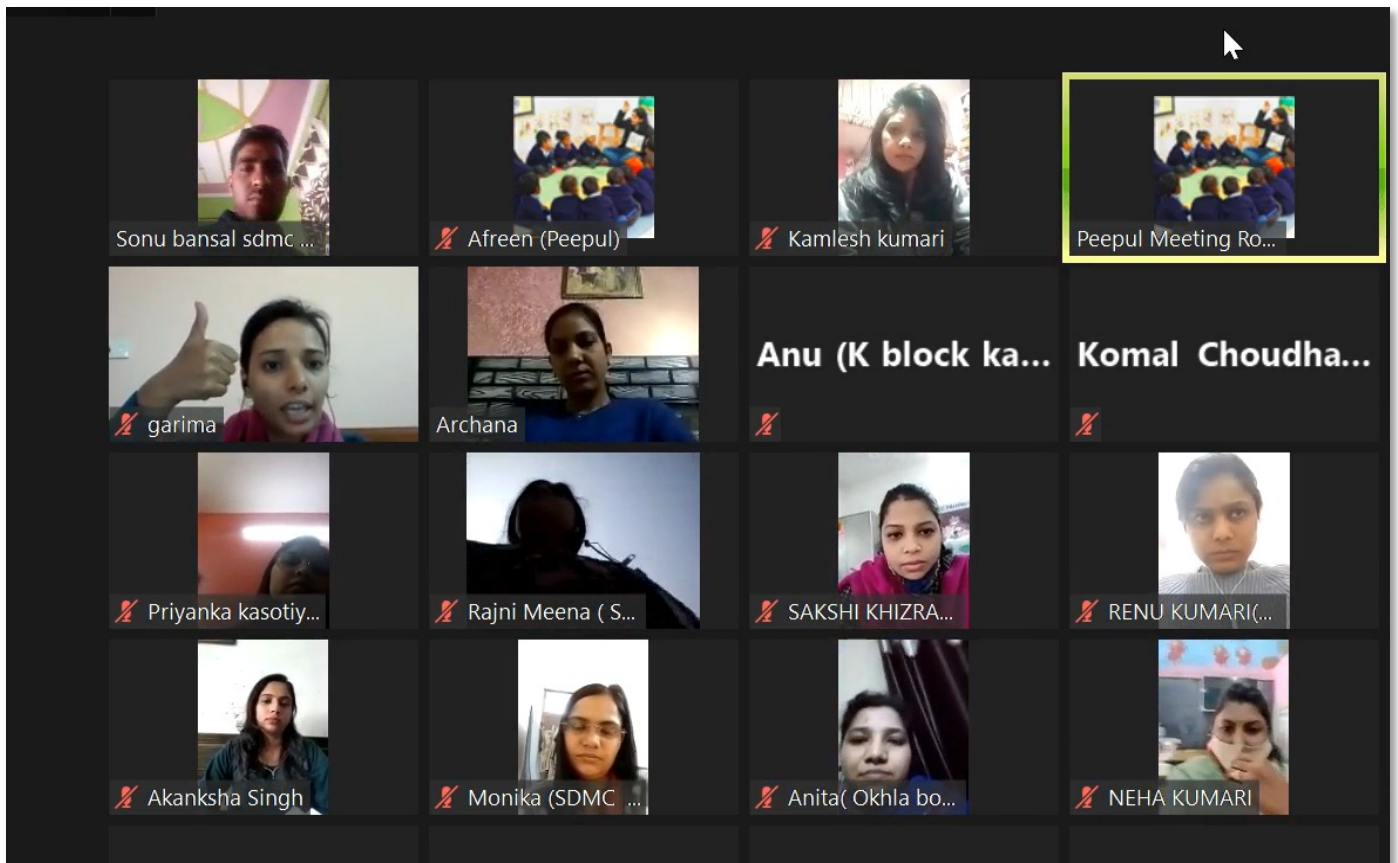 Sonu bansal sdmc ...
Afreen (Peepul)
Kamlesh kumari
Peepul Meeting Ro...
garima
Archana
Anu (K block ka...
Komal Choudha...
Priyanka kasotiy...
Rajni Meena ( S...
SAKSHI KHIZRA...
RENU KUMARI(...
Akanksha Singh
Monika (SDMC ...
Anita( Okhla bo...
NEHA KUMARI